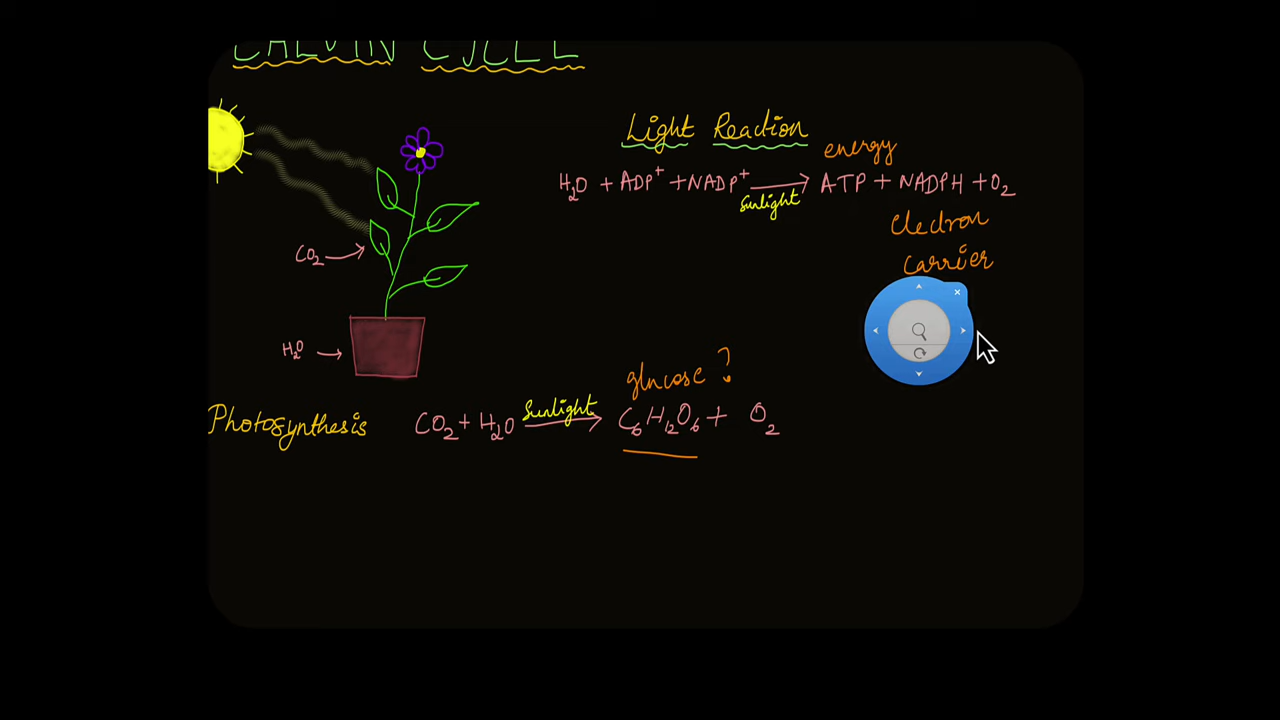 CALVIN CYCLE
Light Reaction
energy
H2O + ADP+ + NADP+ → ATP + NADPH + O2
Sunlight
Electron
Carrier
CO2 →
H2O →
glucose ?
Photosynthesis CO2 + H2O Sunlight → C6H12O6 + O2